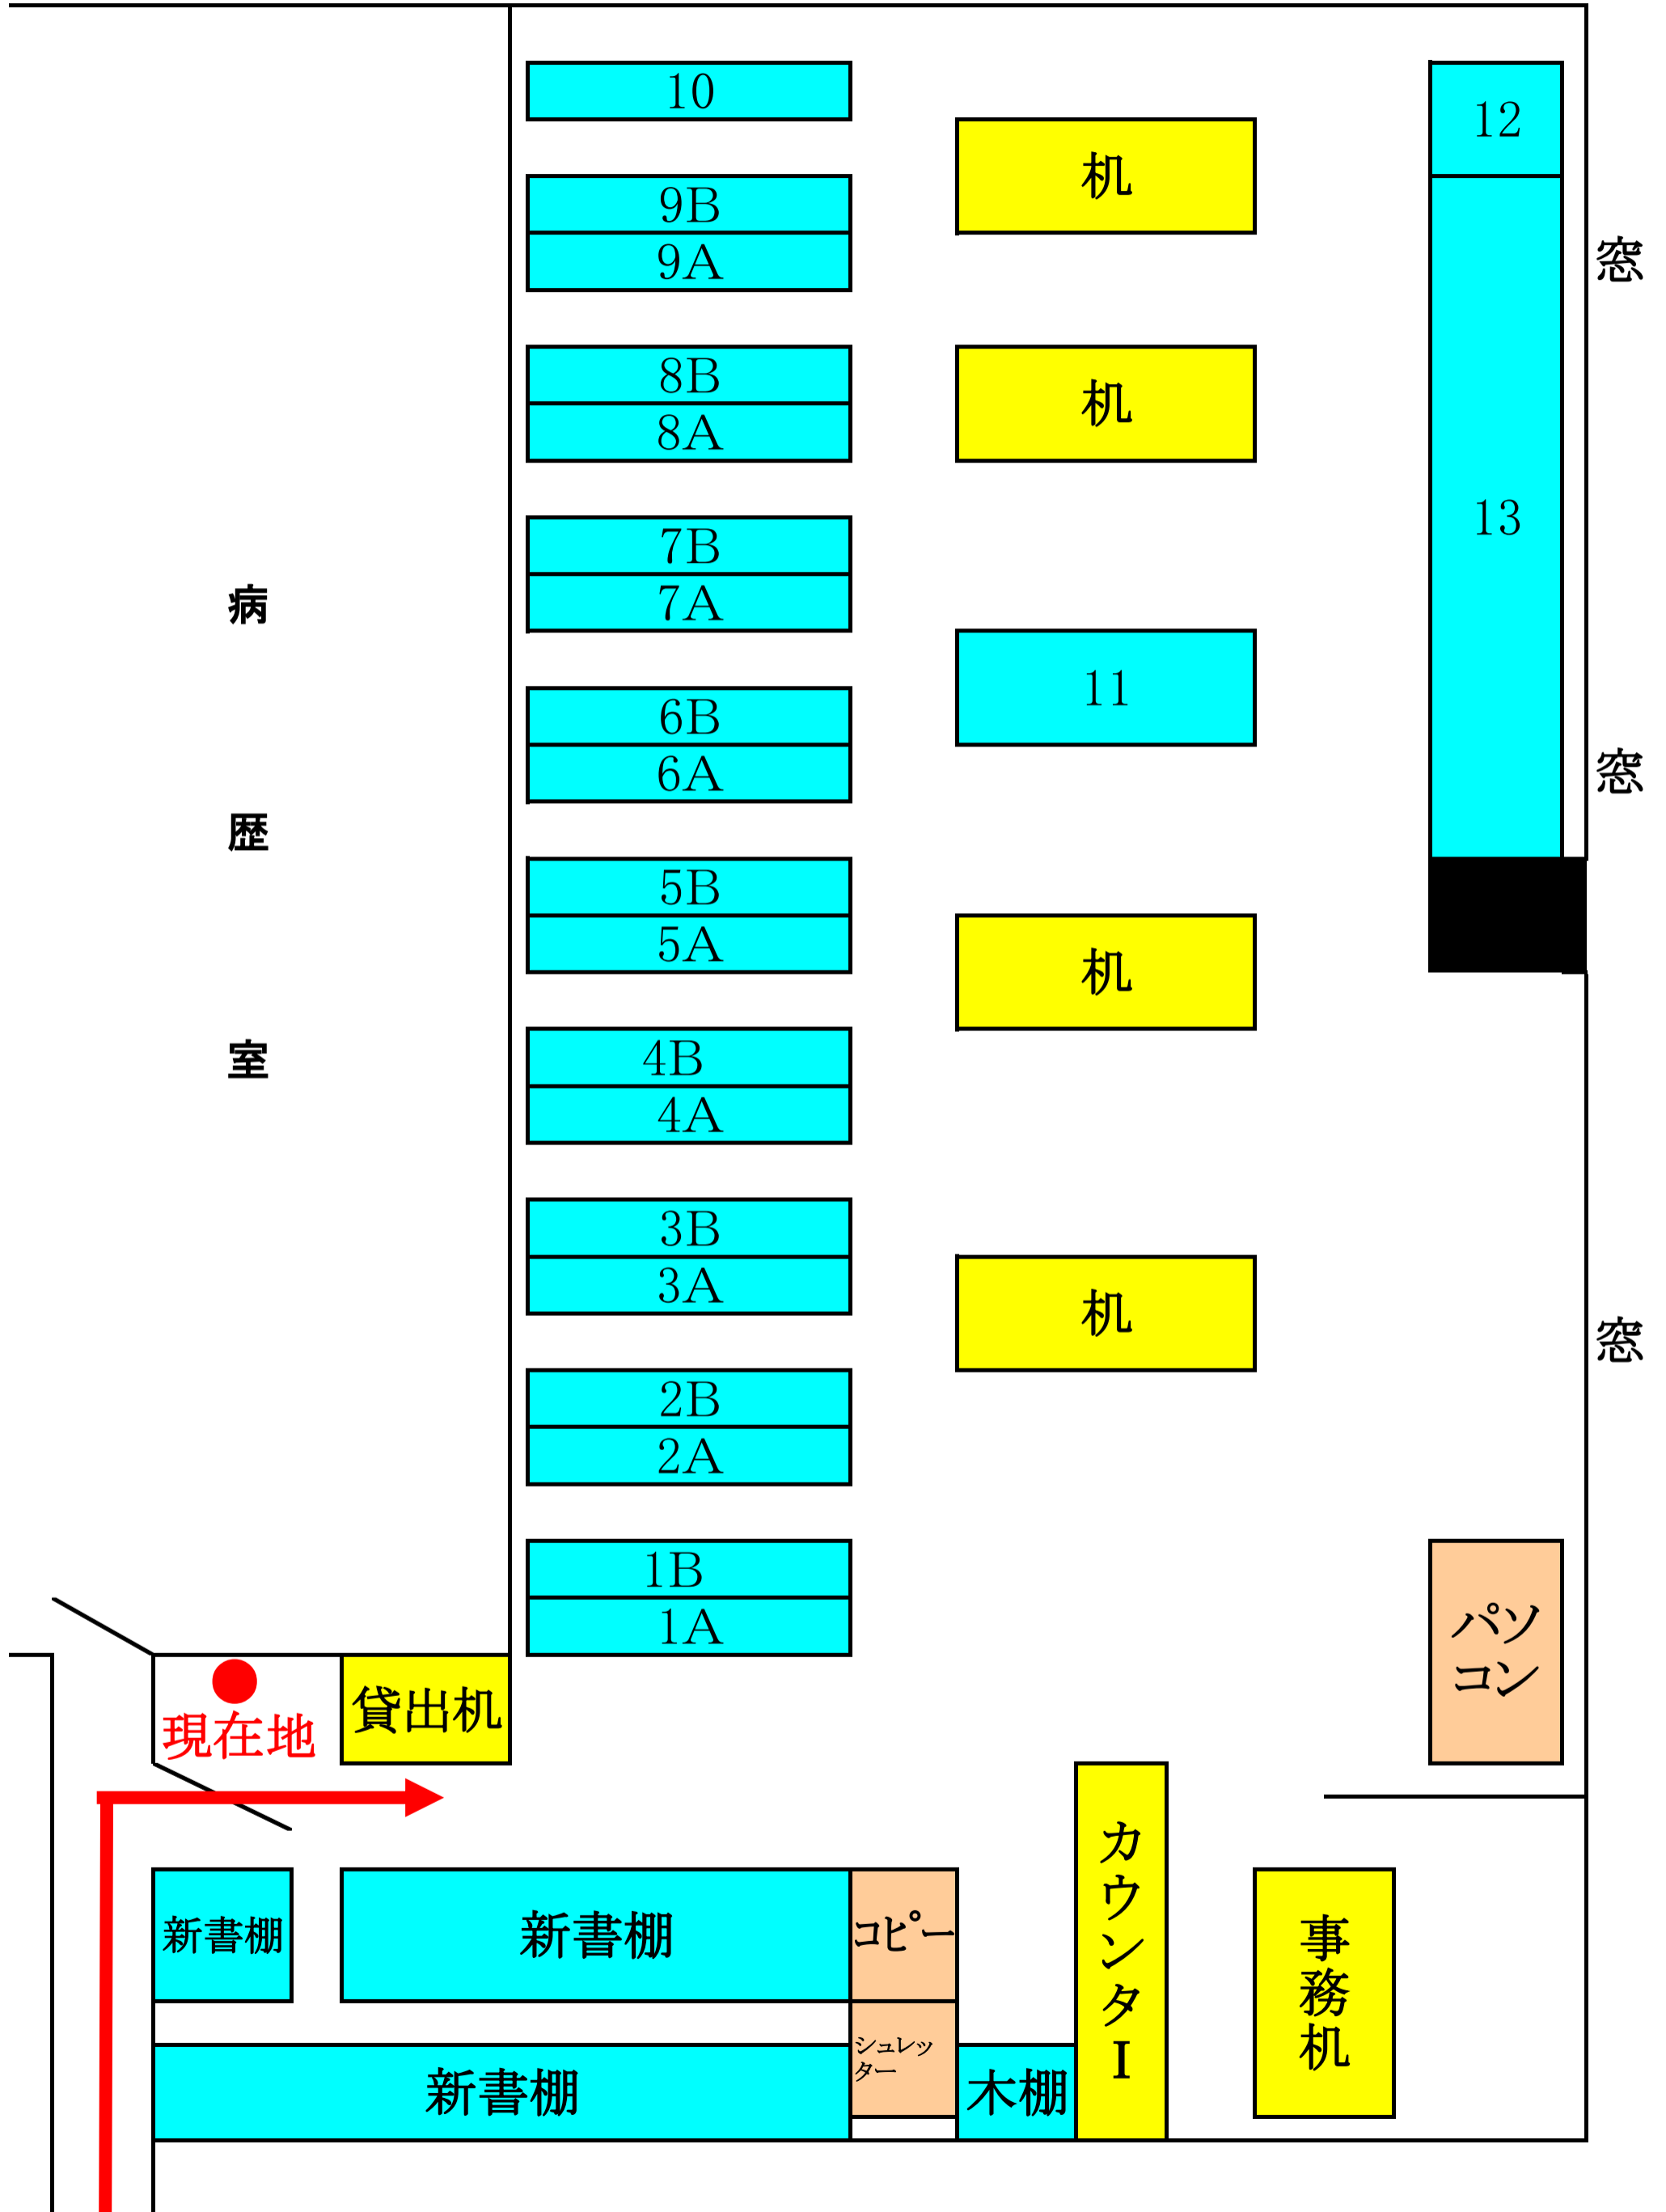 10
12
机
9B
9A
窓
8B
机
8A
13
7B
7A
病
11
6B
6A
窓
歴
5B
5A
机
4B
室
4A
3B
3A
机
窓
2B
2A
1B
1A
パソ
コン
現在地
貸出机
カウンターI
新書棚
新書棚
コピー
事務机
シュレッ
ター
新書棚
木棚